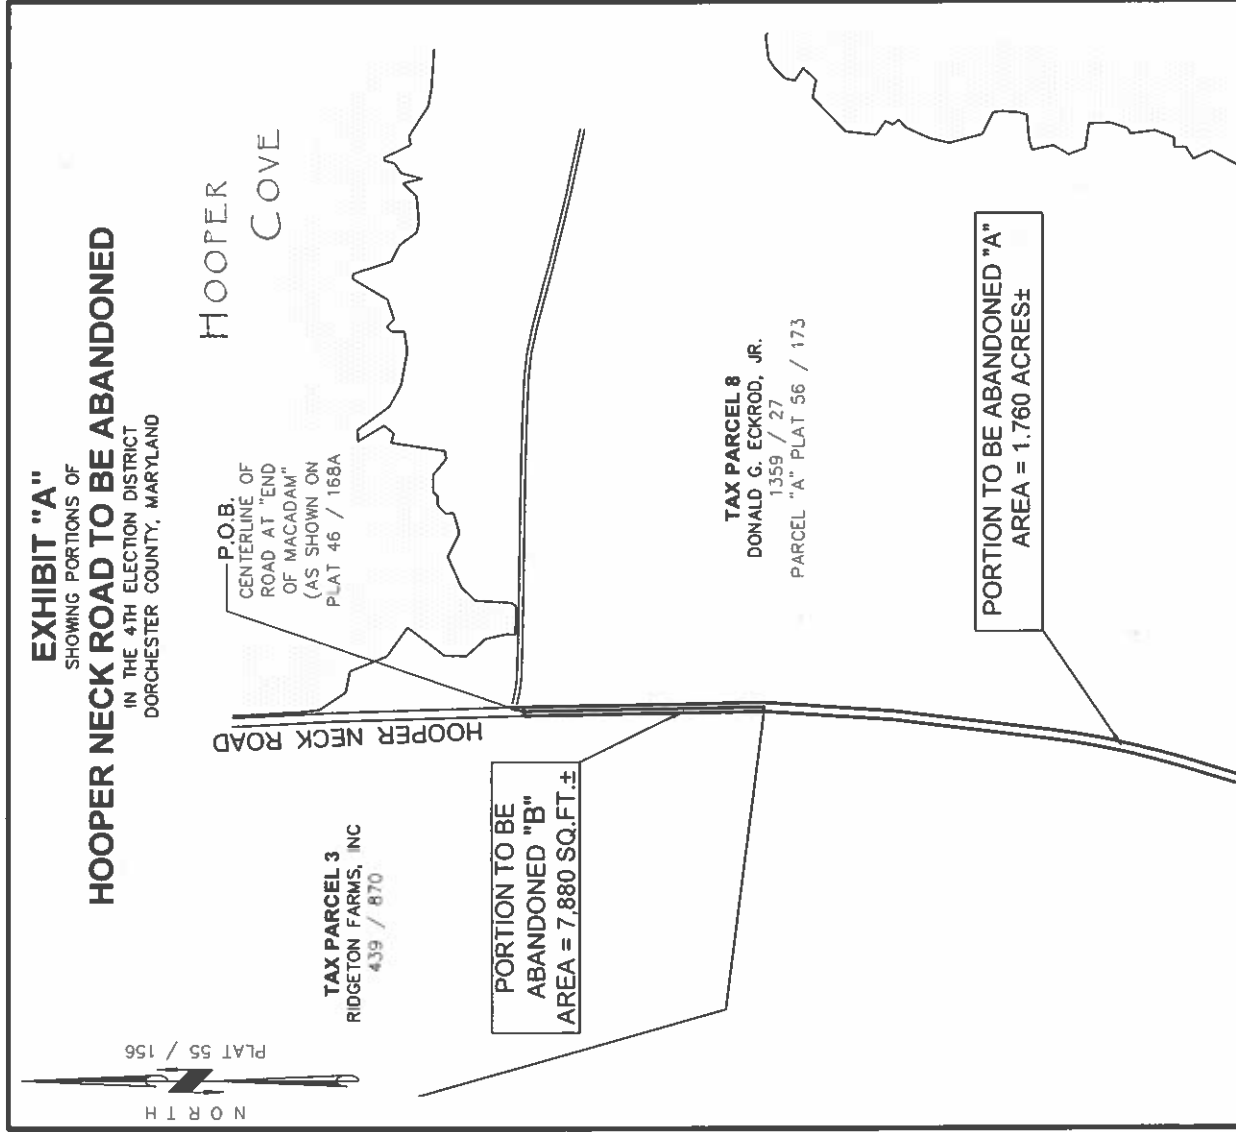 EXHIBIT "A"
SHOWING PORTIONS OF
HOOPER NECK ROAD TO BE ABANDONED
IN THE 4TH ELECTION DISTRICT
DORCHESTER COUNTY, MARYLAND
NORTH
PLAT 55 / 156
P.O.B.
CENTERLINE OF
ROAD AT "END
OF MACADAM"
(AS SHOWN ON
PLAT 46 / 168A
HOOPER
COVE
HOOPER NECK ROAD
TAX PARCEL 3
RIDGETON FARMS, INC
439 / 870
PORTION TO BE
ABANDONED "B"
AREA = 7,880 SQ.FT.±
TAX PARCEL 8
DONALD G. ECKROD, JR.
1359 / 27
PARCEL "A" PLAT 56 / 173
PORTION TO BE ABANDONED "A"
AREA = 1.760 ACRES±